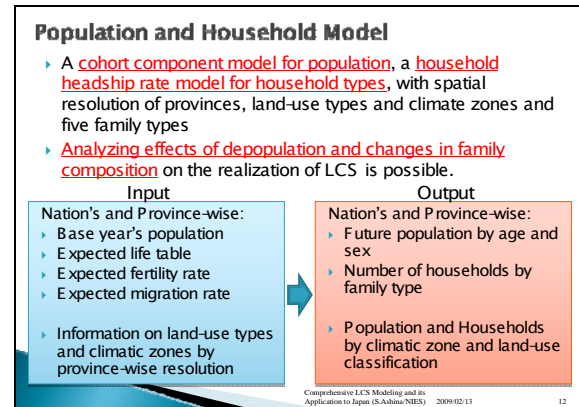 Population and Household Model
A cohort component model for population, a household
headship rate model for household types, with spatial
resolution of provinces, land-use types and climate zones and
five family types
Analyzing effects of depopulation and changes in family
composition on the realization of LCS is possible.
Input
Nation's and Province-wise:
Base year's population
Expected life table
Expected fertility rate
Expected migration rate
Information on land-use types
and climatic zones by
province-wise resolution
Output
Nation's and Province-wise:
Future population by age and
sex
Number of households by
family type
Population and Households
by climatic zone and land-use
classification
Comprehensive LCS Modeling and its
Application to Japan (S.Ashina/NIES) 2009/02/13 12